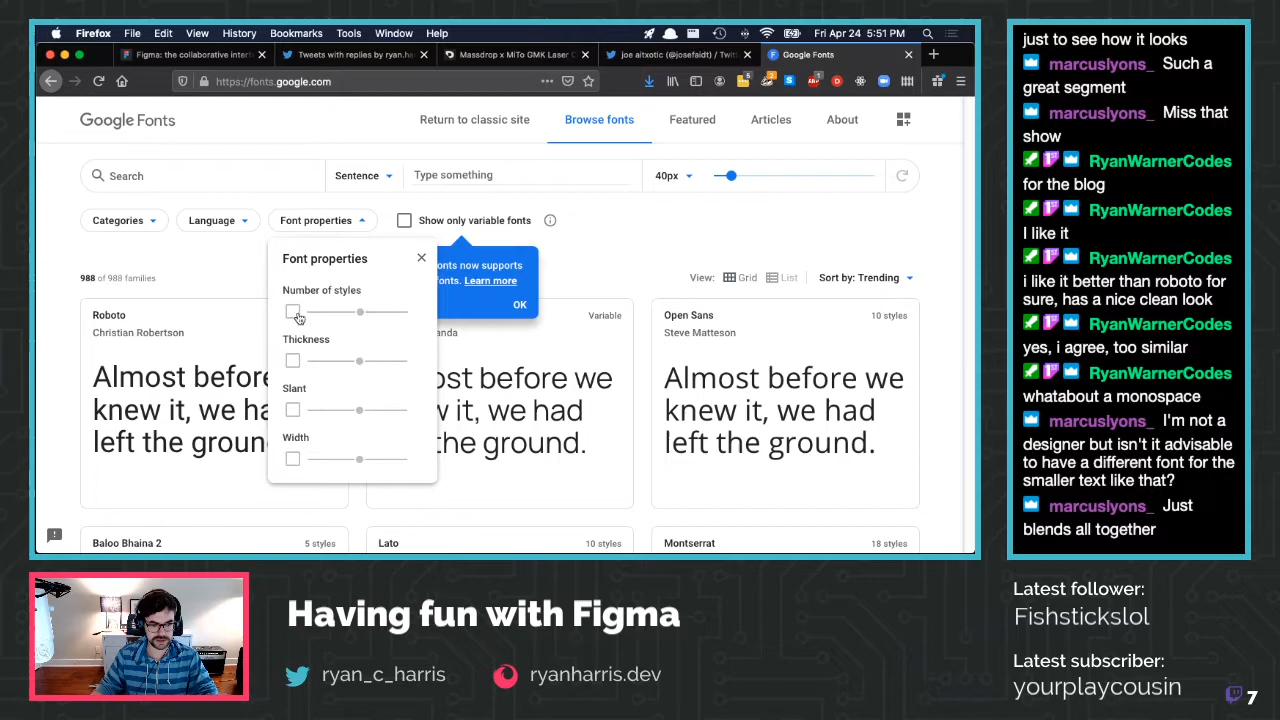 Firefox File Edit View History Bookmarks Tools Window Help Fri Apr 24 5:51 PM
Figma: the collaborative inter
Tweets with replies by ryan.ha
Massdrop x MiTo GMK Laser C
joe aitxotic (@josefaidt) / Twitt
Google Fonts
https://fonts.google.com
Google Fonts
Return to classic site
Browse fonts
Featured
Articles
About
Search
Sentence
Type something
40px
Categories
Language
Font properties
Show only variable fonts
Font properties
Number of styles
Thickness
Slant
Width
onts now supports
fonts. Learn more
OK
988 of 988 families
View: Grid List
Sort by: Trending
Roboto
Christian Robertson
Almost before
knew it, we ha
left the ground
anda
Variable
ost before we
w it, we had
the ground.
Open Sans
10 styles
Steve Matteson
Almost before we
knew it, we had
left the ground.
Baloo Bhaina 2
5 styles
Lato
10 styles
Montserrat
18 styles
just to see how it looks
marcuslyons_ Such a
great segment
marcuslyons_ Miss that
show
RyanWarnerCodes
for the blog
RyanWarnerCodes
I like it
RyanWarnerCodes
i like it better than roboto for
sure, has a nice clean look
RyanWarnerCodes
yes, i agree, too similar
RyanWarnerCodes
whatabout a monospace
marcuslyons_ I'm not a
designer but isn't it advisable
to have a different font for the
smaller text like that?
marcuslyons_ Just
blends all together
Having fun with Figma
ryan_c_harris
ryanharris.dev
Latest follower:
Fishstickslol
Latest subscriber:
yourplaycousin
7